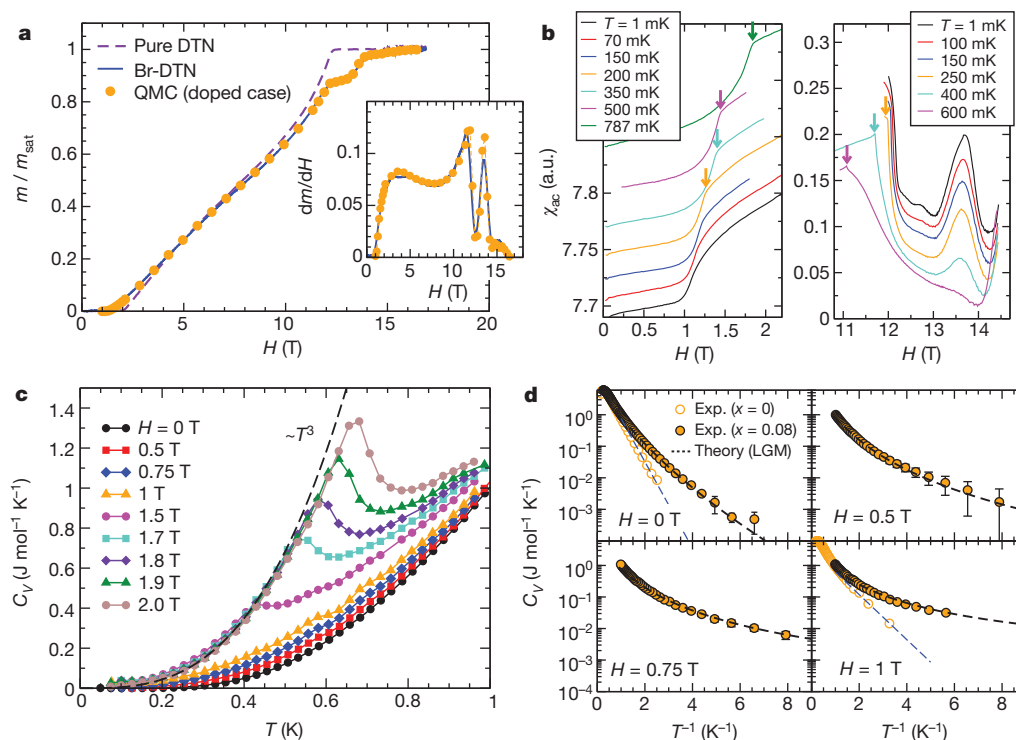 a
Pure DTN
Br-DTN
QMC (doped case)
m / m_sat
1
0.8
0.6
0.4
0.2
0
0 5 10 15 20
H (T)
dm/dH
0.1
0.05
0
0 5 10 15 20
H (T)
b
T = 1 mK
70 mK
150 mK
200 mK
350 mK
500 mK
787 mK
χ_ac (a.u.)
7.8
7.75
7.7
0 0.5 1 1.5 2
H (T)
T = 1 mK
100 mK
150 mK
250 mK
400 mK
600 mK
0.3
0.25
0.2
0.15
0.1
0.05
0
11 12 13 14
H (T)
c
~T³
H = 0 T
0.5 T
0.75 T
1 T
1.5 T
1.7 T
1.8 T
1.9 T
2.0 T
C_V (J mol⁻¹ K⁻¹)
1.4
1.2
1
0.8
0.6
0.4
0.2
0
0 0.2 0.4 0.6 0.8 1
T (K)
d
Exp. (x = 0)
Exp. (x = 0.08)
Theory (LGM)
C_V (J mol⁻¹ K⁻¹)
10⁰
10⁻¹
10⁻²
10⁻³
H = 0 T
H = 0.5 T
10⁰
10⁻¹
10⁻²
10⁻³
10⁻⁴
H = 0.75 T
H = 1 T
0 2 4 6 8
0 2 4 6 8
T⁻¹ (K⁻¹)
T⁻¹ (K⁻¹)